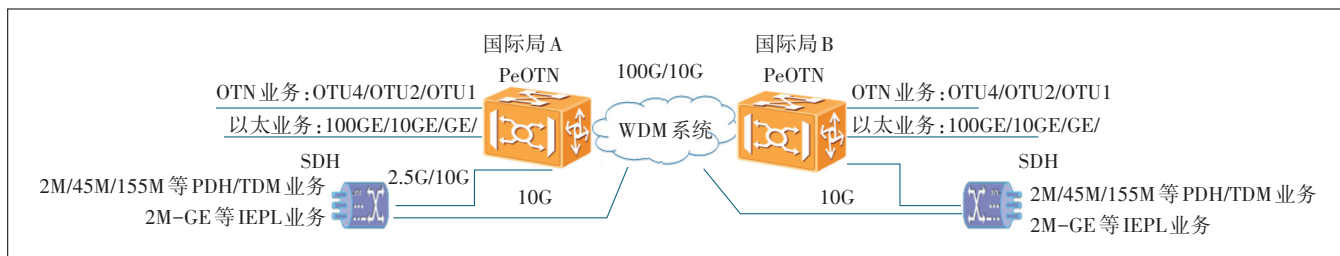 国际局A
PeOTN
国际局B
PeOTN
100G/10G
OTN业务:OTU4/OTU2/OTU1
OTN业务:OTU4/OTU2/OTU1
WDM系统
以太业务:100GE/10GE/GE/
以太业务:100GE/10GE/GE/
SDH
SDH
2M/45M/155M等PDH/TDM业务
2.5G/10G
2M-GE等IEPL业务
10G
10G
2M/45M/155M等PDH/TDM业务
2M-GE等IEPL业务